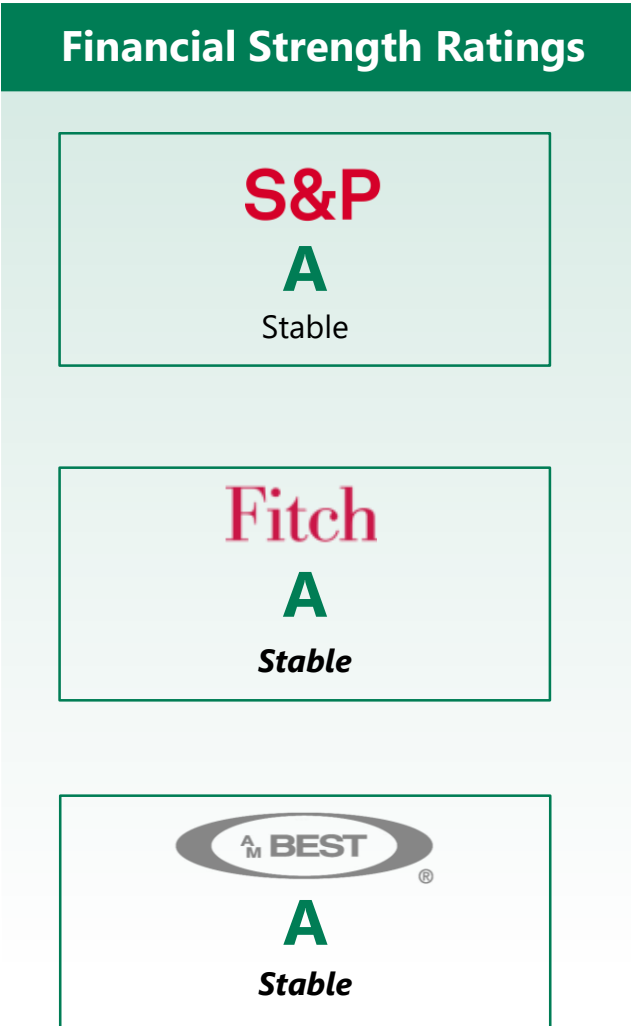 Financial Strength Ratings
S&P
A
Stable
Fitch
A
Stable
AM BEST ®
A
Stable